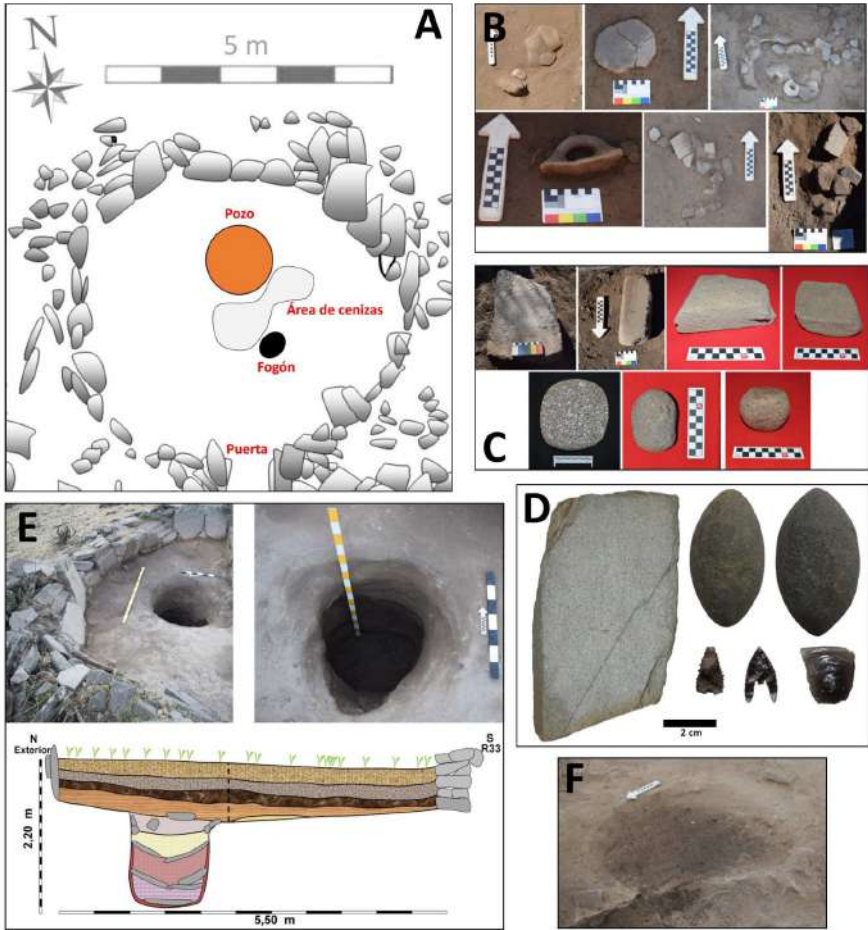 A
N
5 m
Pozo
Área de cenizas
Fogón
Puerta
B
C
D
2 cm
E
N
Exterior
S
R33
2,20 m
5,50 m
F